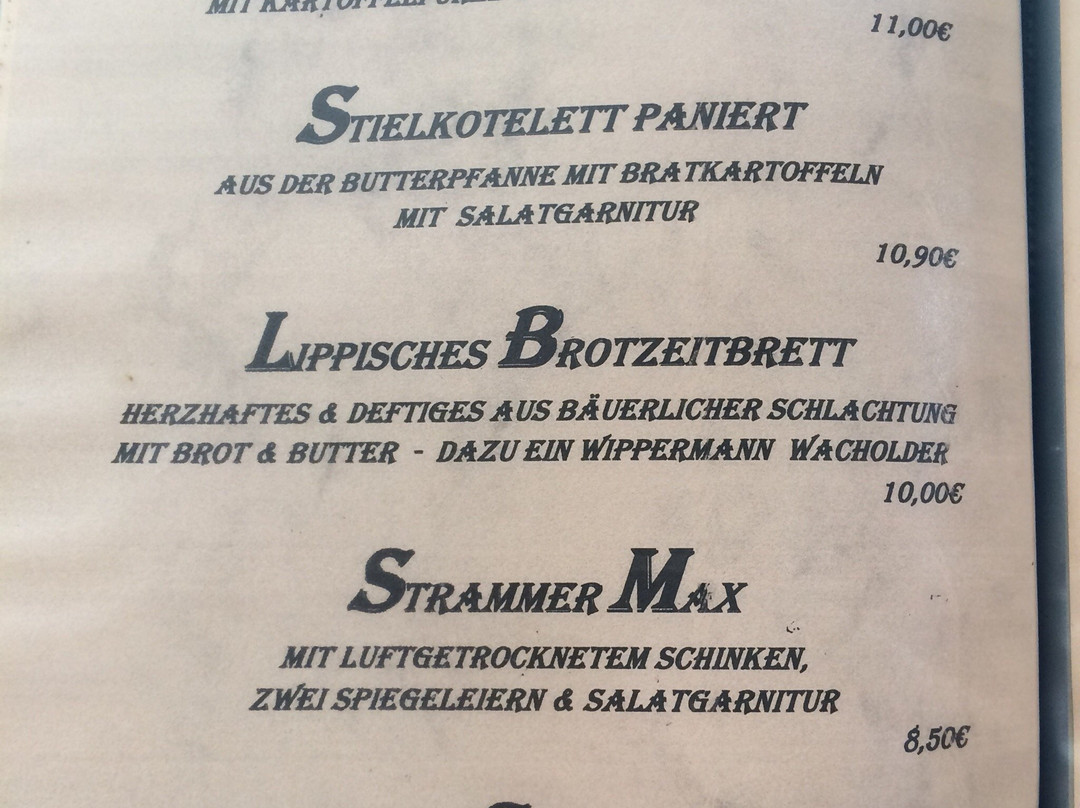 MIT
11,00€
STIELKOTELETT PANIERT
AUS DER BUTTERPFANNE MIT BRATKARTOFFELN
MIT SALATGARNITUR
10,90€
LIPPISCHES BROTZEITBRETT
HERZHAFTES & DEFTIGES AUS BÄUERLICHER SCHLACHTUNG
MIT BROT & BUTTER - DAZU EIN WIPPERMANN WACHOLDER
10,00€
STRAMMER MAX
MIT LUFTGETROCKNETEM SCHINKEN,
ZWEI SPIEGELEIERN & SALATGARNITUR
8,50€